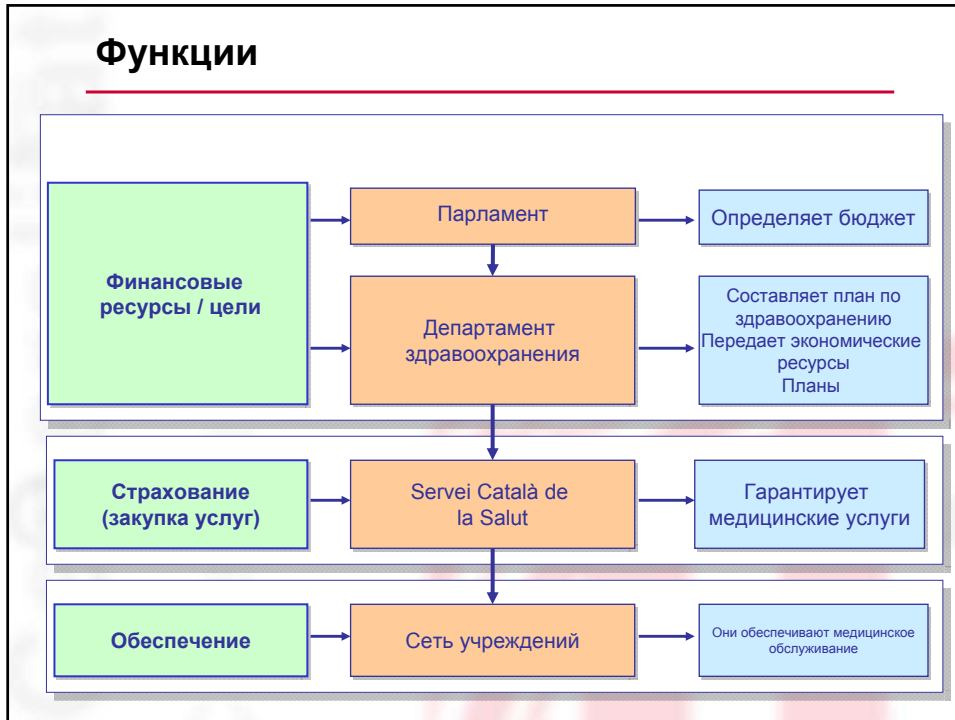 Функции
Финансовые
ресурсы / цели
Парламент
Определяет бюджет
Департамент
здравоохранения
Составляет план по
здравоохранению
Передает экономические
ресурсы
Планы
Страхование
(закупка услуг)
Servei Català de
la Salut
Гарантирует
медицинские услуги
Обеспечение
Сеть учреждений
Они обеспечивают медицинское
обслуживание